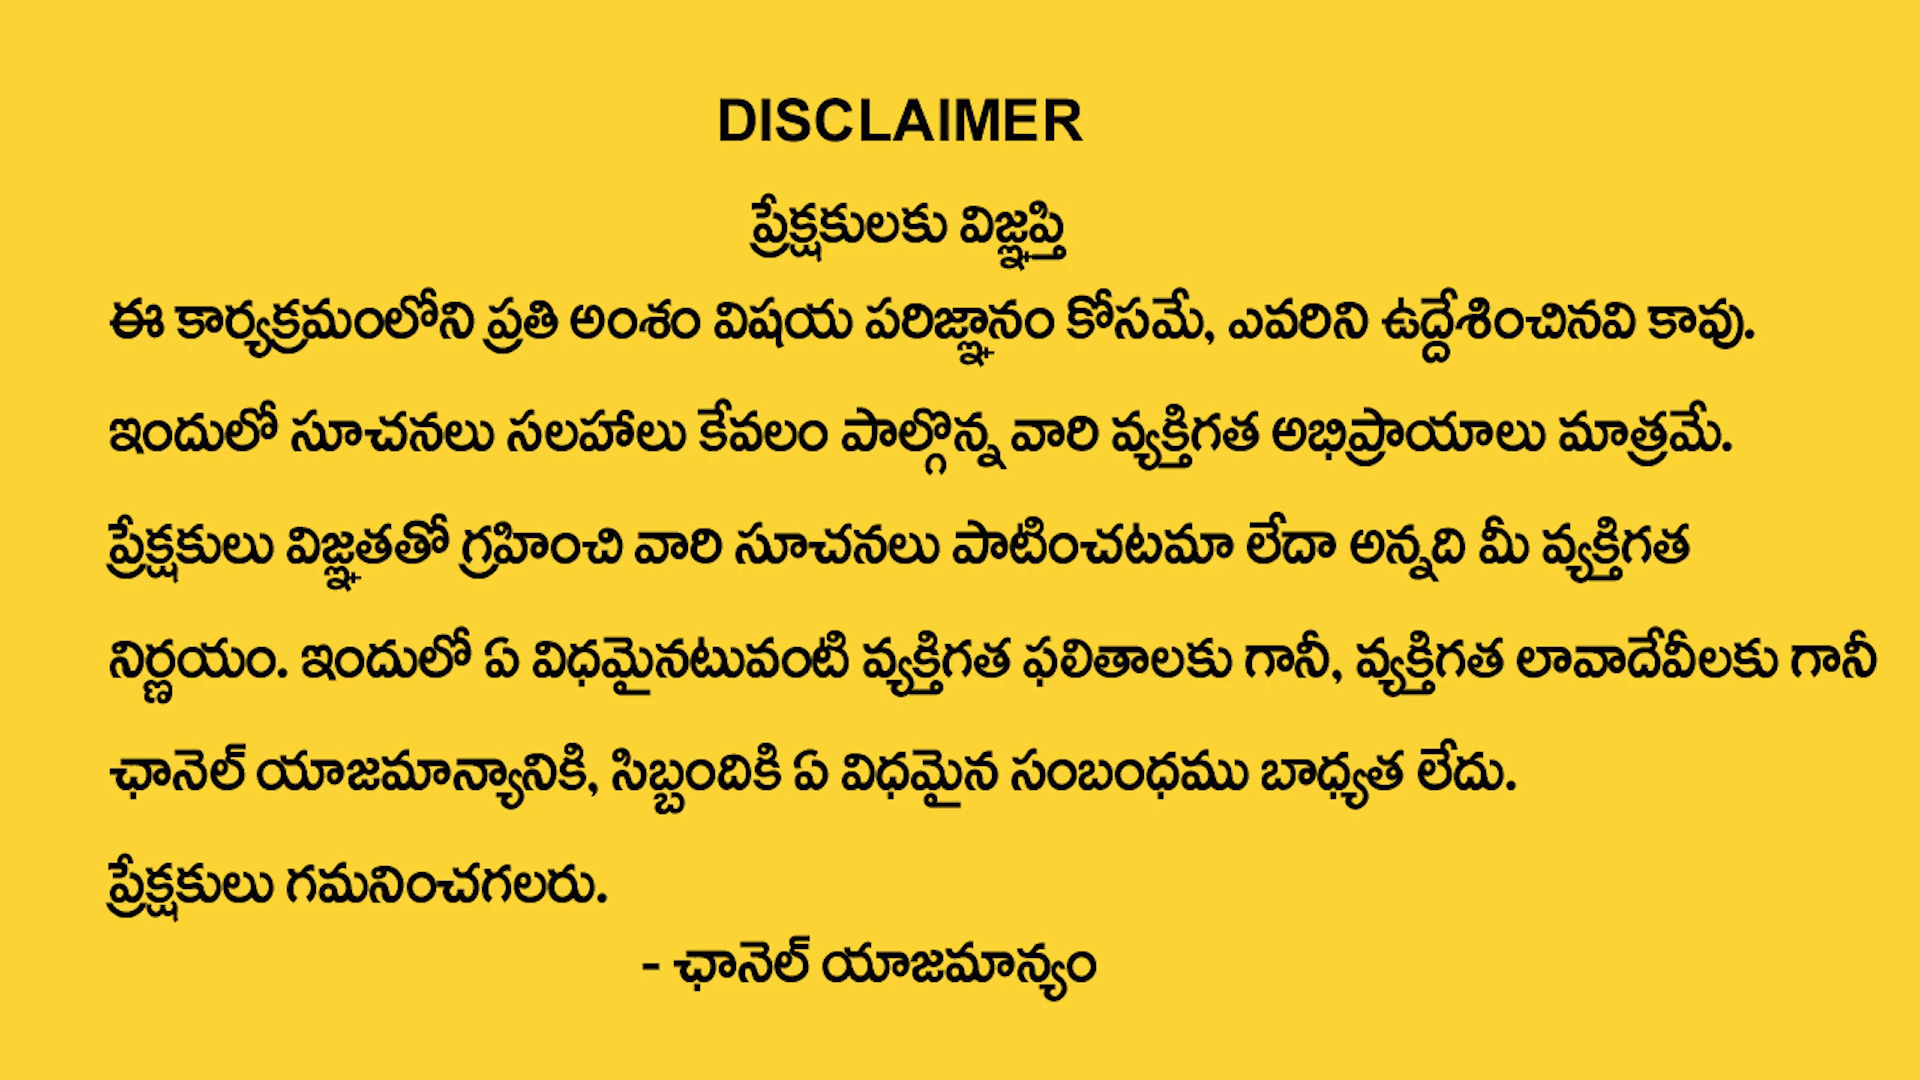 DISCLAIMER
ప్రేక్షకులకు విజ్ఞప్తి
ఈ కార్యక్రమంలోని ప్రతి అంశం విషయ పరిజ్ఞానం కోసమే, ఎవరిని ఉద్దేశించినవి కావు.
ఇందులో సూచనలు సలహాలు కేవలం పాల్గొన్న వారి వ్యక్తిగత అభిప్రాయాలు మాత్రమే.
ప్రేక్షకులు విజ్ఞతతో గ్రహించి వారి సూచనలు పాటించటమా లేదా అన్నది మీ వ్యక్తిగత
నిర్ణయం. ఇందులో ఏ విధమైనటువంటి వ్యక్తిగత ఫలితాలకు గానీ, వ్యక్తిగత లావాదేవీలకు గానీ
ఛానెల్ యాజమాన్యానికి, సిబ్బందికి ఏ విధమైన సంబంధము బాధ్యత లేదు.
ప్రేక్షకులు గమనించగలరు.
- ఛానెల్ యాజమాన్యం